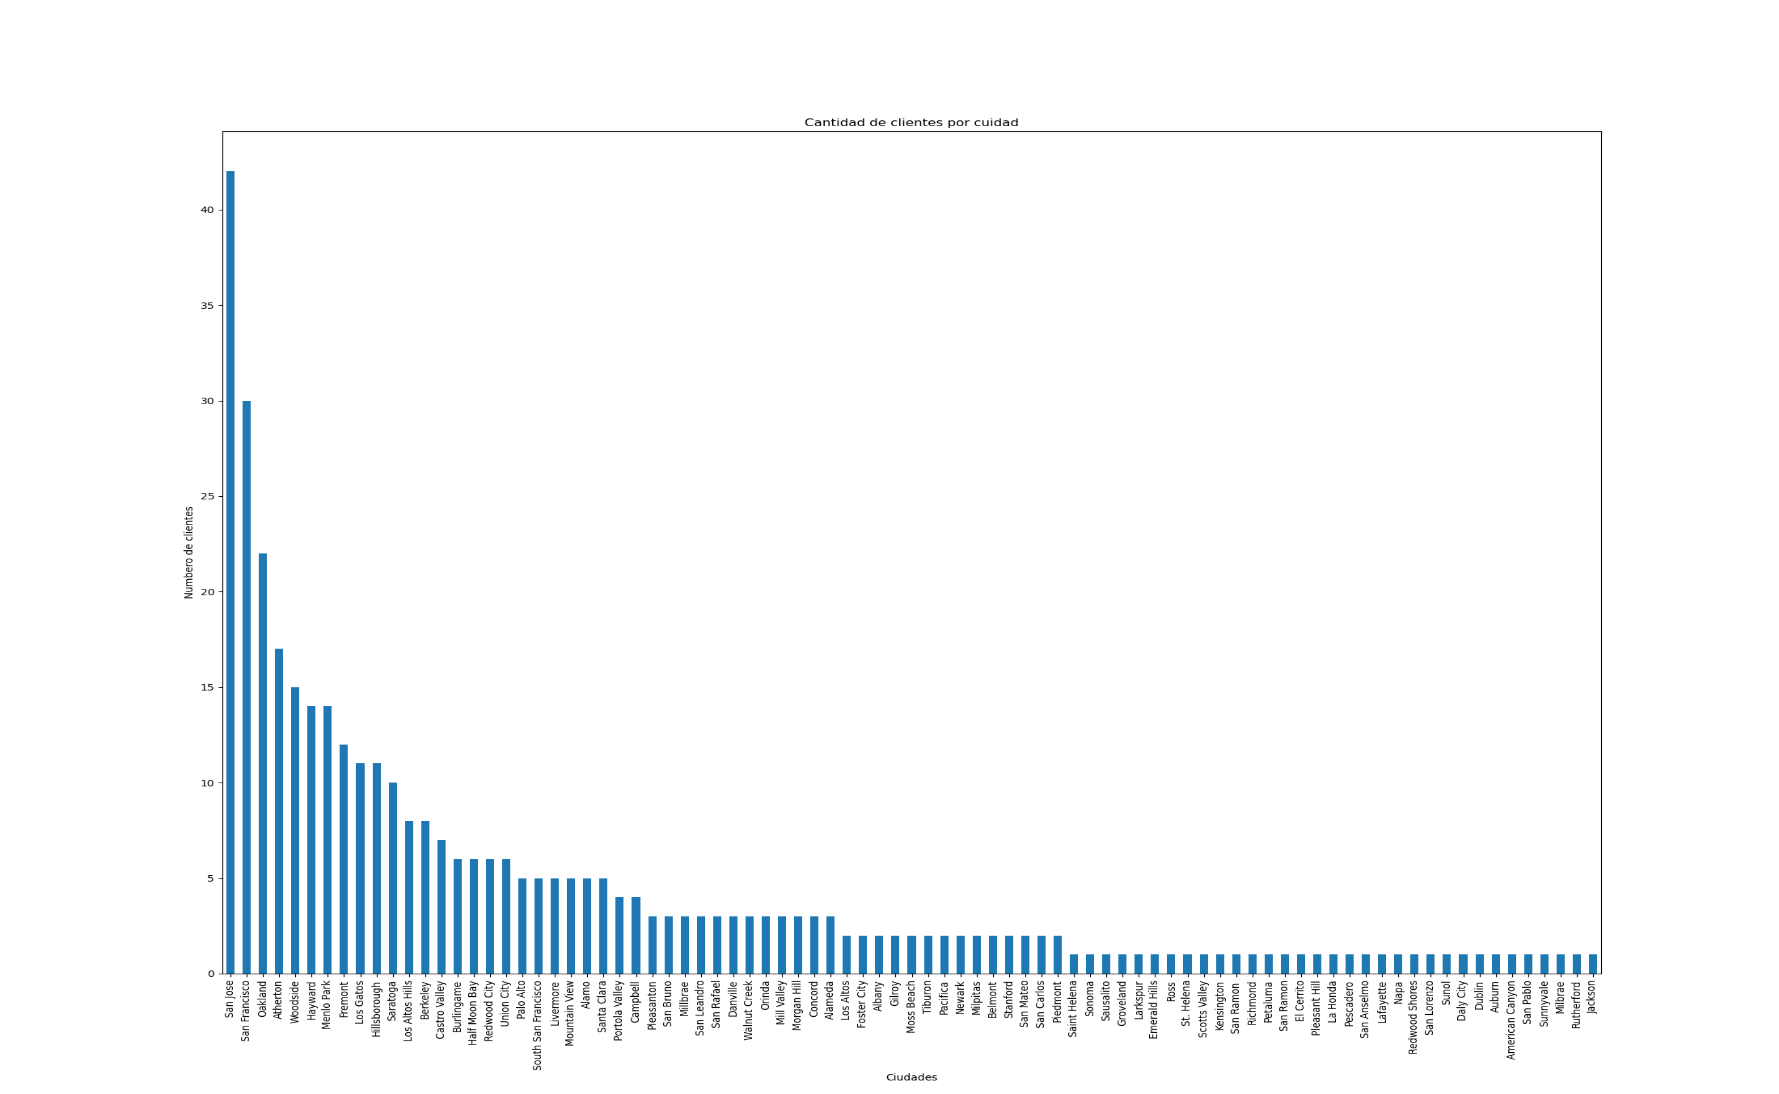 Cantidad de clientes por cuidad
Numbero de clientes
40
35
30
25
20
15
10
5
0
San Jose
San Francisco
Oakland
Atherton
Woodside
Hayward
Menlo Park
Fremont
Los Gatos
Hillsborough
Saratoga
Los Altos Hills
Berkeley
Castro Valley
Burlingame
Half Moon Bay
Redwood City
Union City
Palo Alto
South San Francisco
Livermore
Mountain View
Alamo
Santa Clara
Portola Valley
Campbell
Pleasanton
San Bruno
Millbrae
San Leandro
San Rafael
Danville
Walnut Creek
Orinda
Mill Valley
Morgan Hill
Concord
Alameda
Los Altos
Foster City
Albany
Gilroy
Moss Beach
Tiburon
Pacifica
Newark
Milpitas
Belmont
Stanford
San Mateo
San Carlos
Piedmont
Saint Helena
Sonoma
Sausalito
Groveland
Larkspur
Emerald Hills
Ross
St. Helena
Scotts Valley
Kensington
San Ramon
Richmond
Petaluma
San Ramon
El Cerrito
Pleasant Hill
La Honda
Pescadero
San Anselmo
Lafayette
Napa
Redwood Shores
San Lorenzo
Sunol
Daly City
Dublin
Auburn
American Canyon
San Pablo
Sunnyvale
Milbrae
Rutherford
Jackson
Ciudades